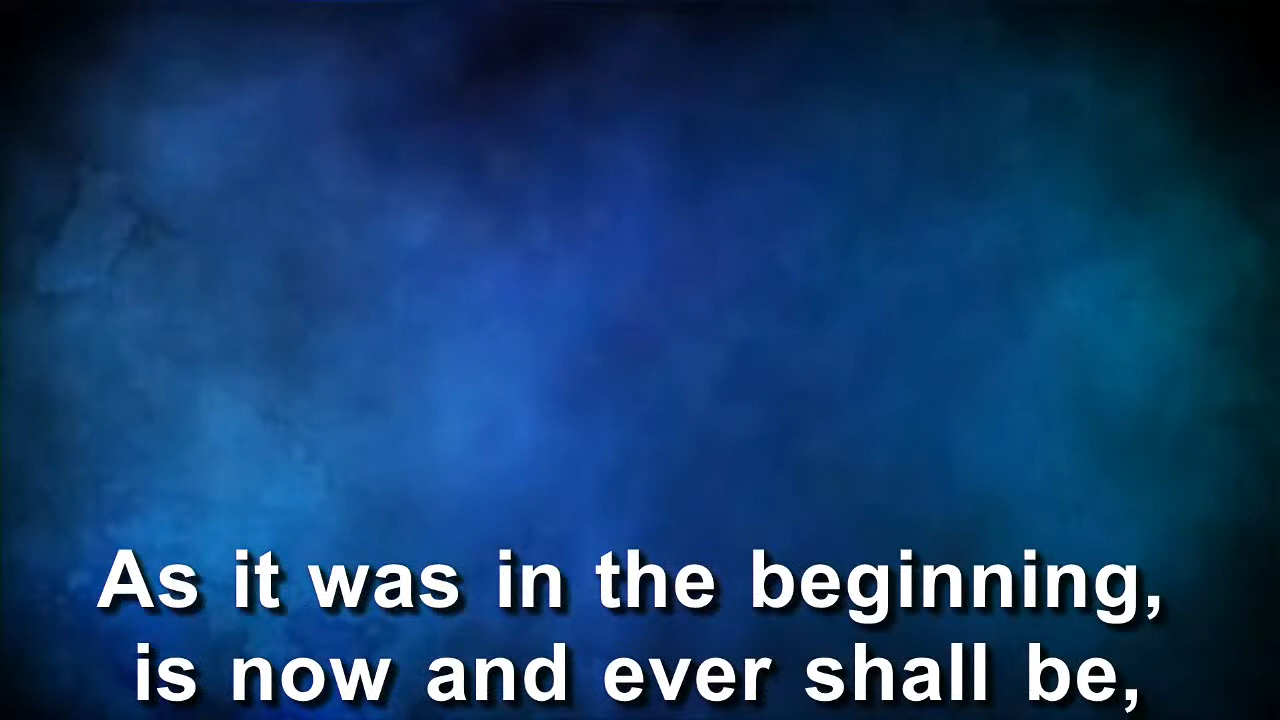 As it was in the beginning,
is now and ever shall be,